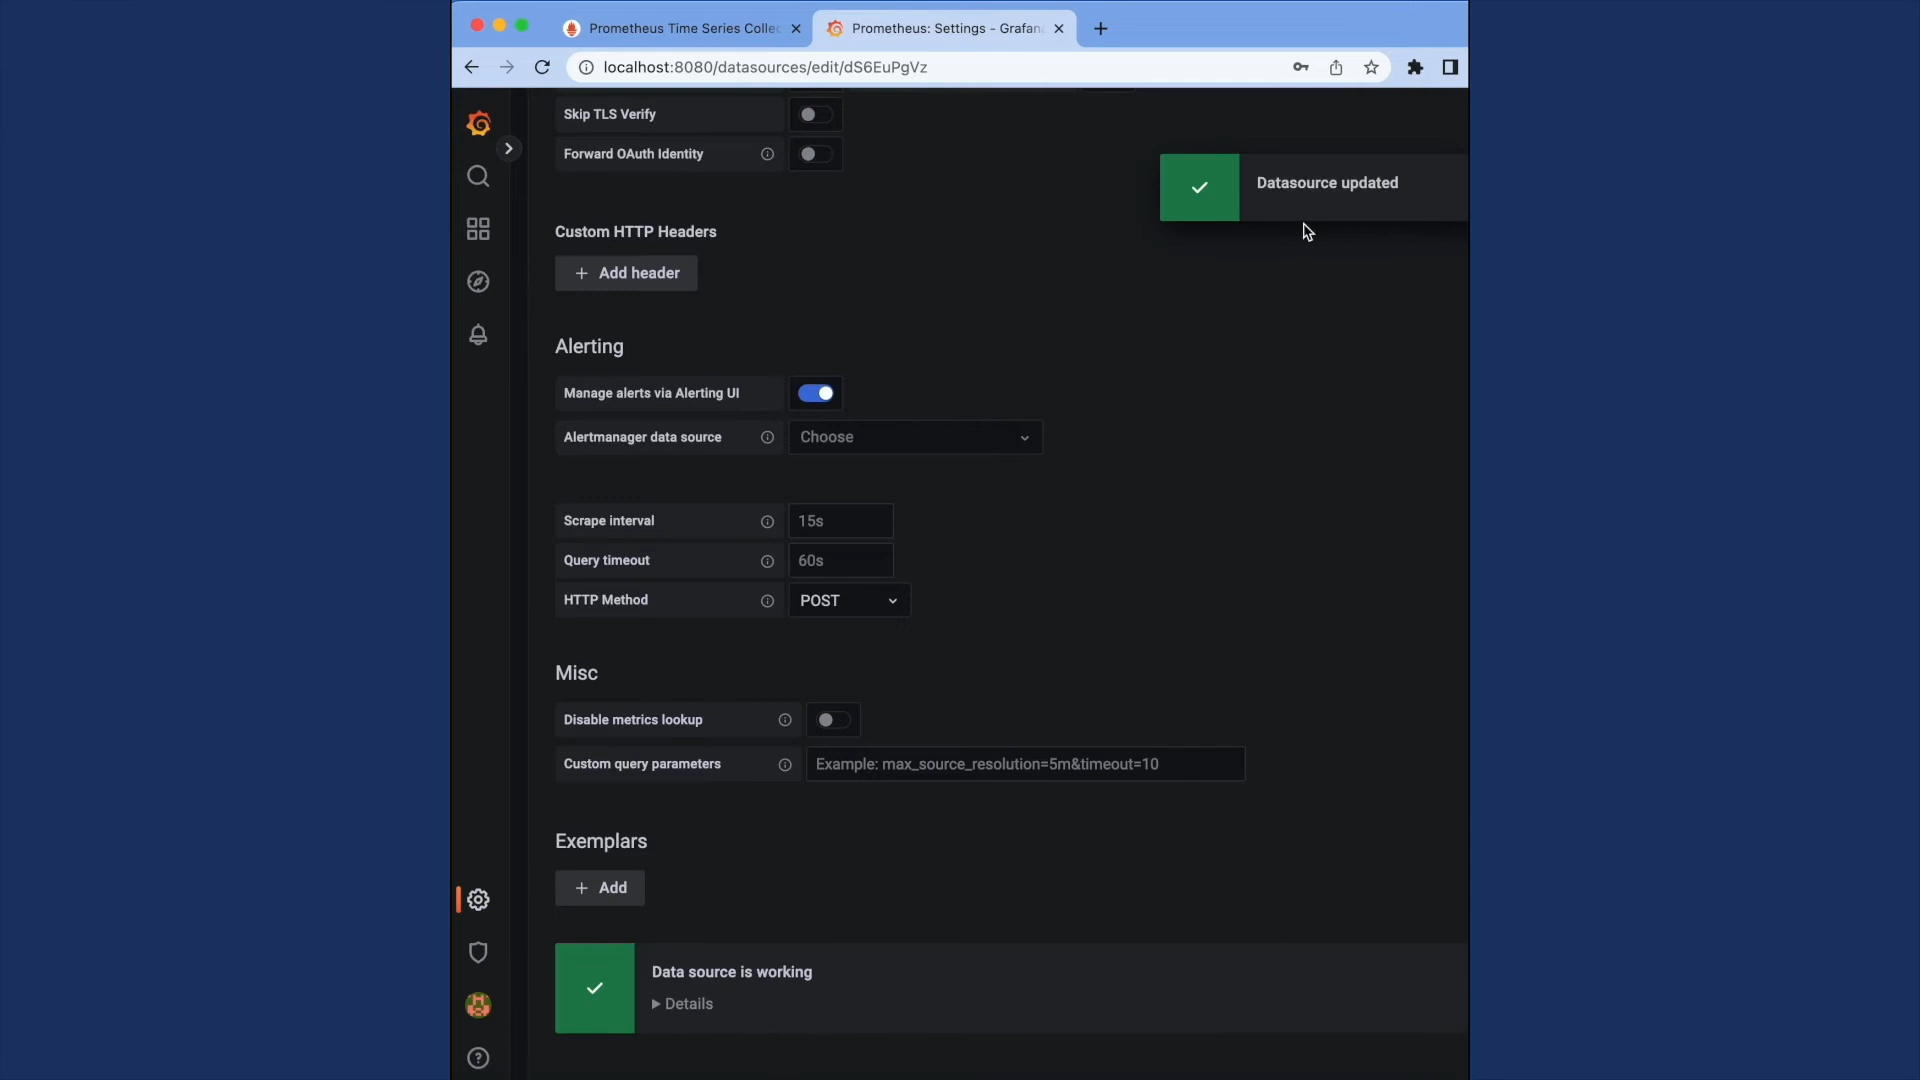 Prometheus Time Series Collec
Prometheus: Settings - Grafana
localhost:8080/datasources/edit/dS6EuPgVz
Skip TLS Verify
Forward OAuth Identity
Datasource updated
Custom HTTP Headers
+ Add header
Alerting
Manage alerts via Alerting UI
Alertmanager data source Choose
Scrape interval 15s
Query timeout 60s
HTTP Method POST
Misc
Disable metrics lookup
Custom query parameters Example: max_source_resolution=5m&timeout=10
Exemplars
+ Add
Data source is working
Details